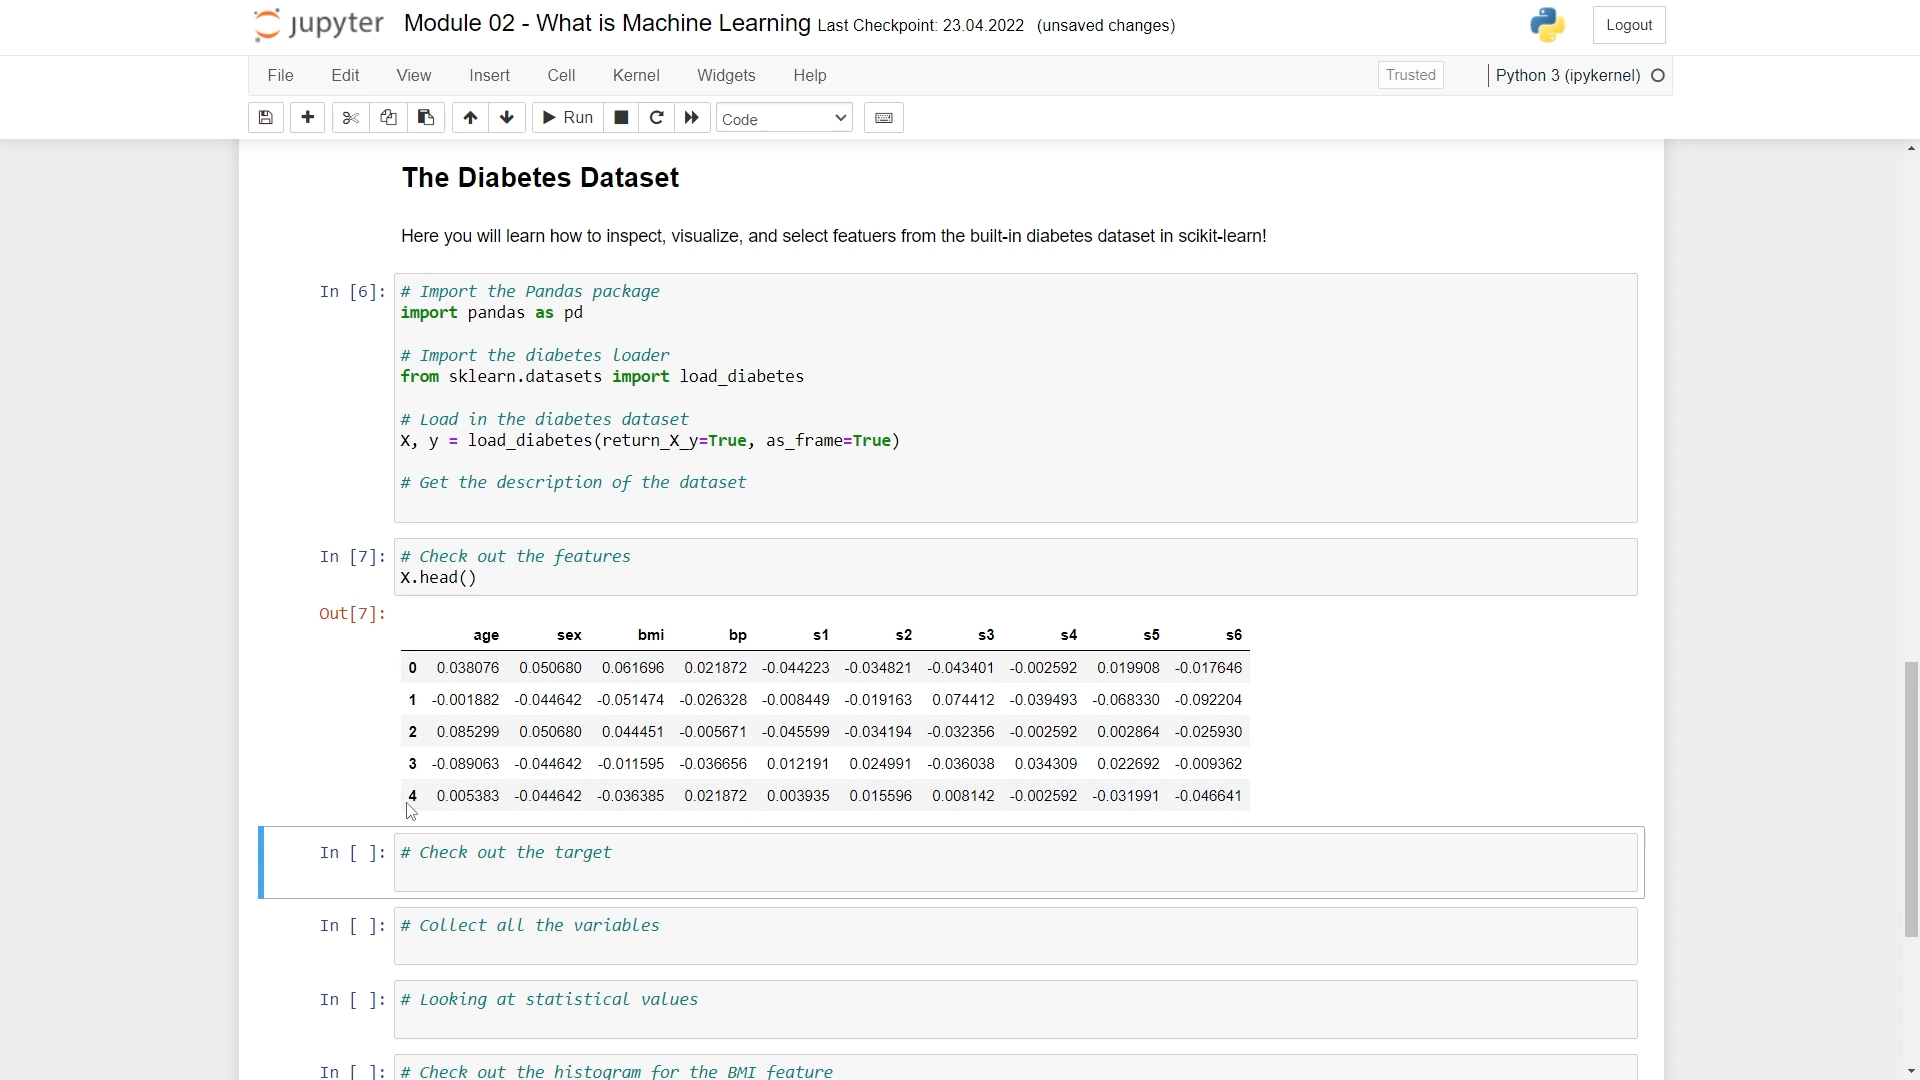 jupyter Module 02 - What is Machine Learning Last Checkpoint: 23.04.2022 (unsaved changes) Logout
File Edit View Insert Cell Kernel Widgets Help Trusted Python 3 (ipykernel)
Run Code
The Diabetes Dataset
Here you will learn how to inspect, visualize, and select featuers from the built-in diabetes dataset in scikit-learn!
In [6]: # Import the Pandas package
import pandas as pd
# Import the diabetes loader
from sklearn.datasets import load_diabetes
# Load in the diabetes dataset
X, y = load_diabetes(return_X_y=True, as_frame=True)
# Get the description of the dataset
In [7]: # Check out the features
X.head()
Out[7]:
age sex bmi bp s1 s2 s3 s4 s5 s6
0 0.038076 0.050680 0.061696 0.021872 -0.044223 -0.034821 -0.043401 -0.002592 0.019908 -0.017646
1 -0.001882 -0.044642 -0.051474 -0.026328 -0.008449 -0.019163 0.074412 -0.039493 -0.068330 -0.092204
2 0.085299 0.050680 0.044451 -0.005671 -0.045599 -0.034194 -0.032356 -0.002592 0.002864 -0.025930
3 -0.089063 -0.044642 -0.011595 -0.036656 0.012191 0.024991 -0.036038 0.034309 0.022692 -0.009362
4 0.005383 -0.044642 -0.036385 0.021872 0.003935 0.015596 0.008142 -0.002592 -0.031991 -0.046641
In [ ]: # Check out the target
In [ ]: # Collect all the variables
In [ ]: # Looking at statistical values
In [ ]: # Check out the histogram for the BMI feature